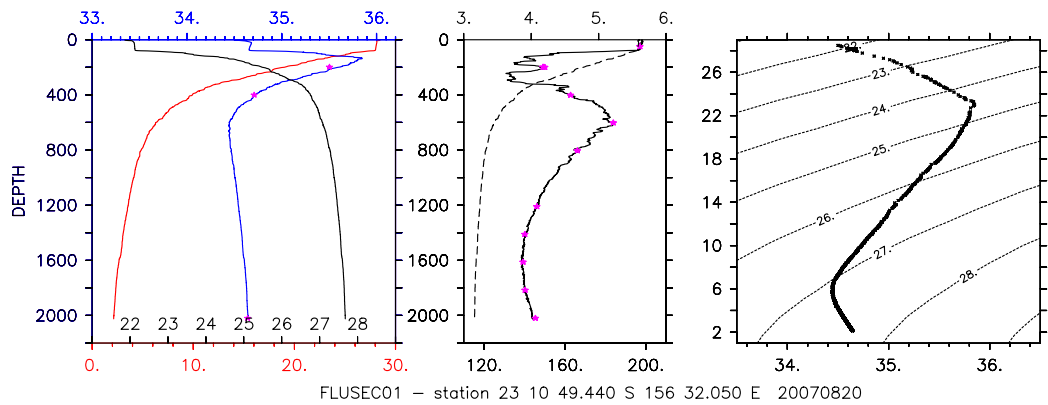 33. 34. 35. 36. 3. 4. 5. 6.
0 0
400 400 26
22. 23. 24. 25. 26. 27. 28.
22
800 800 18
DEPTH
1200 1200 14
10
1600 1600 6
2000 2000 2
22 23 24 25 26 27 28
0. 10. 20. 30. 120. 160. 200. 34. 35. 36.
FLUSEC01 – station 23 10 49.440 S 156 32.050 E 20070820